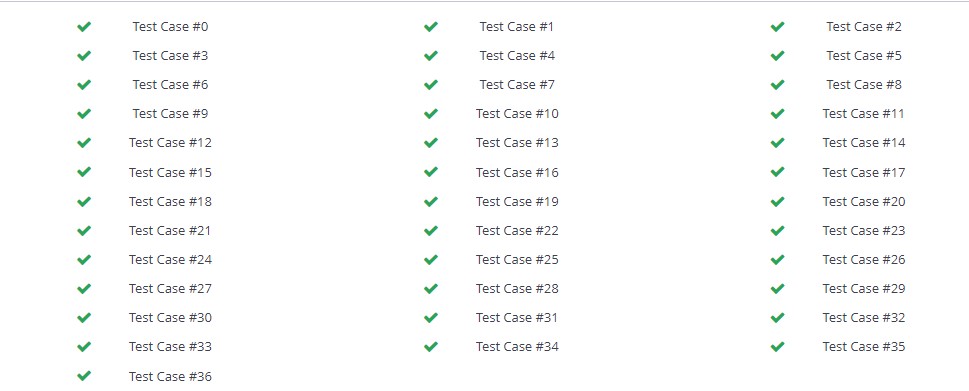 Test Case #0 Test Case #1 Test Case #2
Test Case #3 Test Case #4 Test Case #5
Test Case #6 Test Case #7 Test Case #8
Test Case #9 Test Case #10 Test Case #11
Test Case #12 Test Case #13 Test Case #14
Test Case #15 Test Case #16 Test Case #17
Test Case #18 Test Case #19 Test Case #20
Test Case #21 Test Case #22 Test Case #23
Test Case #24 Test Case #25 Test Case #26
Test Case #27 Test Case #28 Test Case #29
Test Case #30 Test Case #31 Test Case #32
Test Case #33 Test Case #34 Test Case #35
Test Case #36